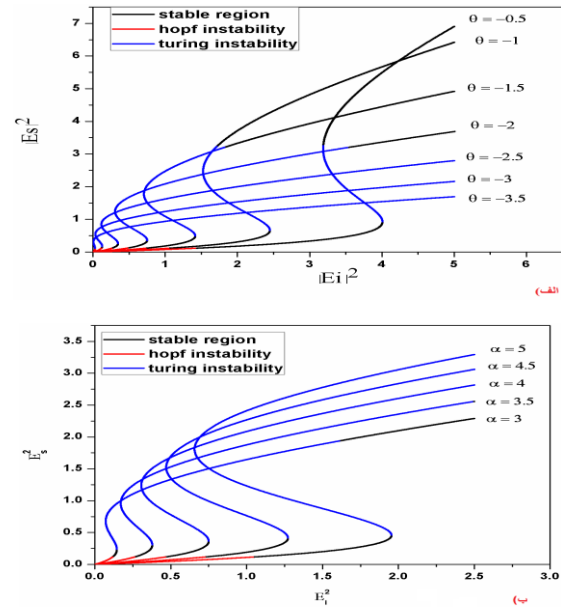 stable region
hopf instability
turing instability
θ = −0.5
θ = −1
θ = −1.5
θ = −2
θ = −2.5
θ = −3
θ = −3.5
|Es|²
7
6
5
4
3
2
1
0
0 1 2 3 4 5 6
|Ei|²
الف)
stable region
hopf instability
turing instability
α = 5
α = 4.5
α = 4
α = 3.5
α = 3
E²s
3.5
3.0
2.5
2.0
1.5
1.0
0.5
0.0
0.0 0.5 1.0 1.5 2.0 2.5 3.0
E²I
ب)